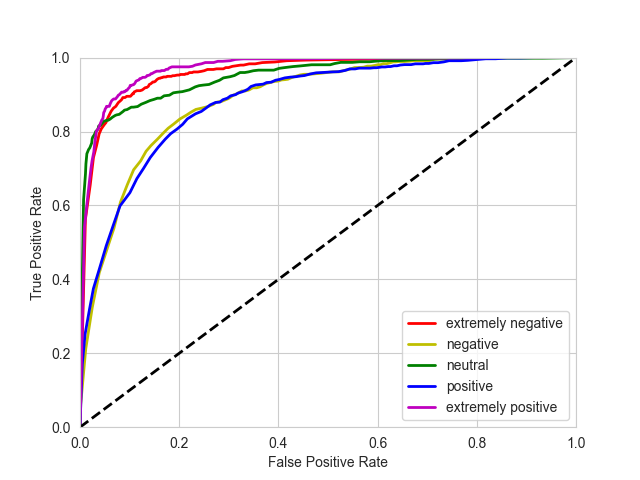 1.0
0.8
0.6
0.4
0.2
0.0
True Positive Rate
0.0 0.2 0.4 0.6 0.8 1.0
False Positive Rate
extremely negative
negative
neutral
positive
extremely positive